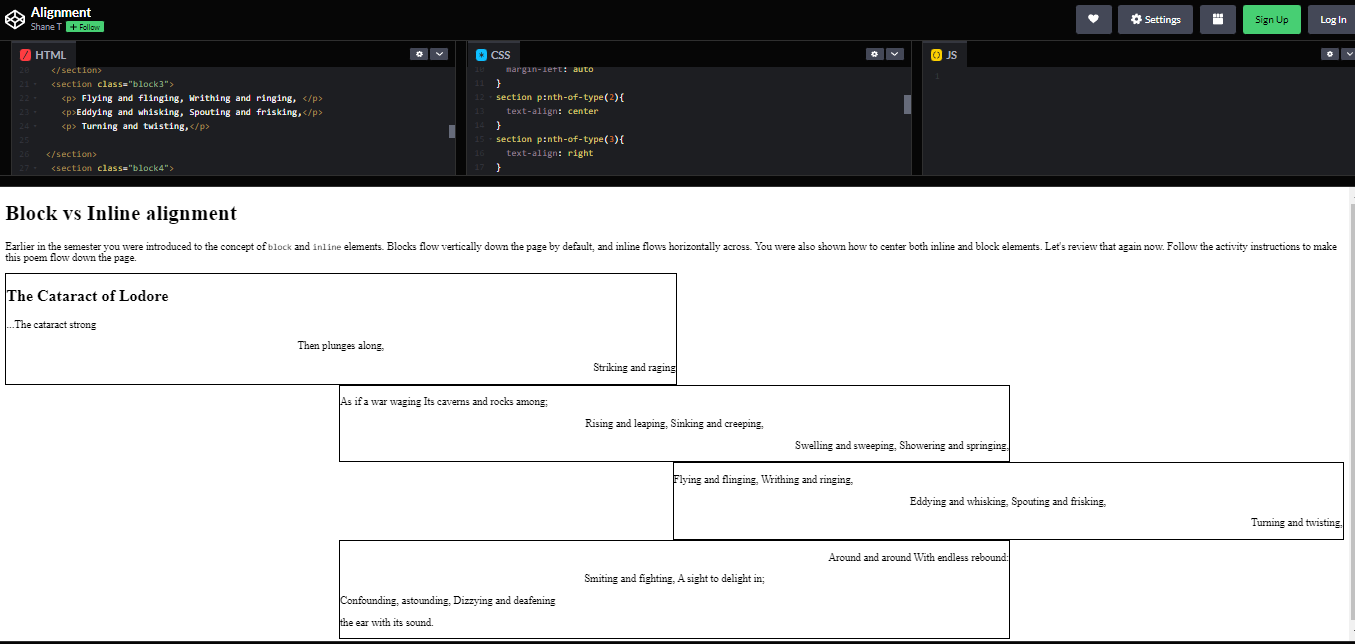 Alignment
Shane T + Follow
Settings
Sign Up
Log In
HTML
20 </section>
21 <section class="block3">
22 <p> Flying and flinging, Writhing and ringing, </p>
23 <p>Eddying and whisking, Spouting and frisking,</p>
24 <p> Turning and twisting,</p>
25
26 </section>
27 <section class="block4">
CSS
10 margin-left: auto
11 }
12 section p:nth-of-type(2){
13 text-align: center
14 }
15 section p:nth-of-type(3){
16 text-align: right
17 }
JS
1
Block vs Inline alignment
Earlier in the semester you were introduced to the concept of block and inline elements. Blocks flow vertically down the page by default, and inline flows horizontally across. You were also shown how to center both inline and block elements. Let's review that again now. Follow the activity instructions to make
this poem flow down the page.
The Cataract of Lodore
...The cataract strong
Then plunges along,
Striking and raging
As if a war waging Its caverns and rocks among;
Rising and leaping, Sinking and creeping,
Swelling and sweeping, Showering and springing,
Flying and flinging, Writhing and ringing,
Eddying and whisking, Spouting and frisking,
Turning and twisting,
Around and around With endless rebound:
Smiting and fighting, A sight to delight in;
Confounding, astounding, Dizzying and deafening
the ear with its sound.